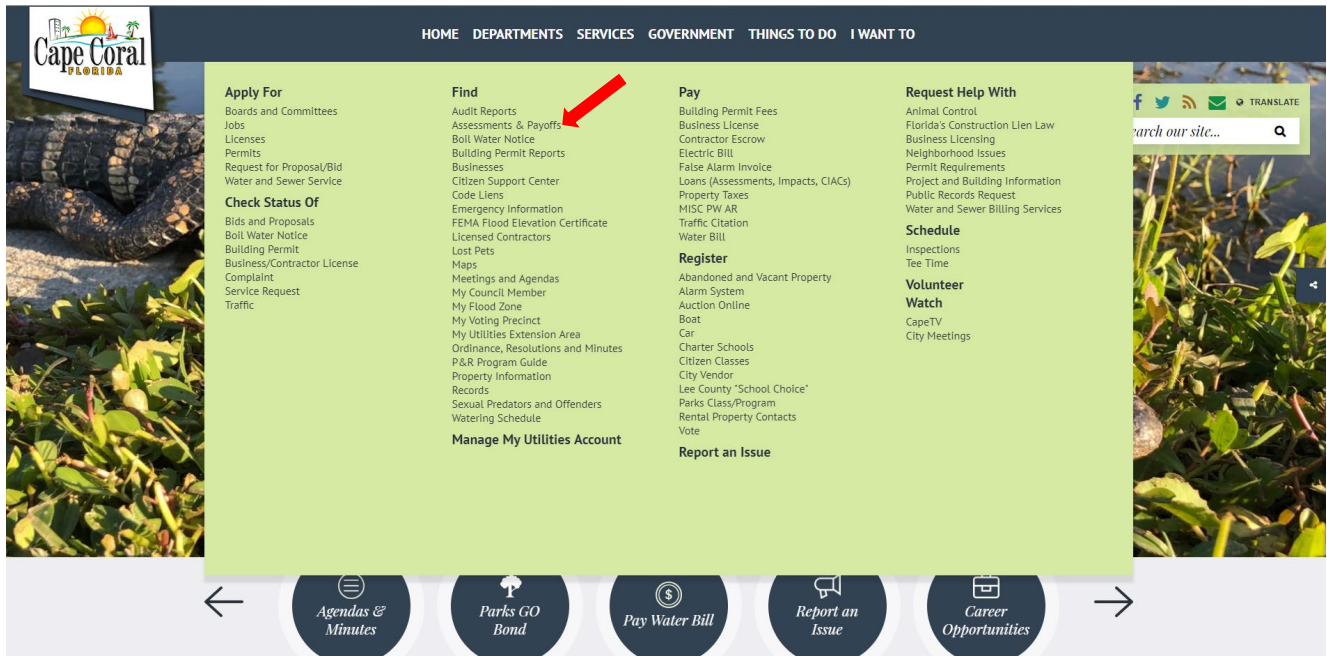 Cape Coral
FLORIDA
HOME DEPARTMENTS SERVICES GOVERNMENT THINGS TO DO I WANT TO
Apply For
Boards and Committees
Jobs
Licenses
Permits
Request for Proposal/Bid
Water and Sewer Service
Check Status Of
Bids and Proposals
Boil Water Notice
Building Permit
Business/Contractor License
Complaint
Service Request
Traffic
Find
Audit Reports
Assessments & Payoffs
Boil Water Notice
Building Permit Reports
Businesses
Citizen Support Center
Code Liens
Emergency Information
FEMA Flood Elevation Certificate
Licensed Contractors
Lost Pets
Maps
Meetings and Agendas
My Council Member
My Flood Zone
My Voting Precinct
My Utilities Extension Area
Ordinance, Resolutions and Minutes
P&R Program Guide
Property Information
Records
Sexual Predators and Offenders
Watering Schedule
Manage My Utilities Account
Pay
Building Permit Fees
Business License
Contractor Escrow
Electric Bill
False Alarm Invoice
Loans (Assessments, Impacts, CIACs)
Property Taxes
MISC PW AR
Traffic Citation
Water Bill
Register
Abandoned and Vacant Property
Alarm System
Auction Online
Boat
Car
Charter Schools
Citizen Classes
City Vendor
Lee County "School Choice"
Parks Class/Program
Rental Property Contacts
Vote
Report an Issue
Request Help With
Animal Control
Florida's Construction Lien Law
Business Licensing
Neighborhood Issues
Permit Requirements
Project and Building Information
Public Records Request
Water and Sewer Billing Services
Schedule
Inspections
Tee Time
Volunteer
Watch
CapeTV
City Meetings
TRANSLATE
earch our site...
Agendas &
Minutes
Parks GO
Bond
Pay Water Bill
Report an
Issue
Career
Opportunities